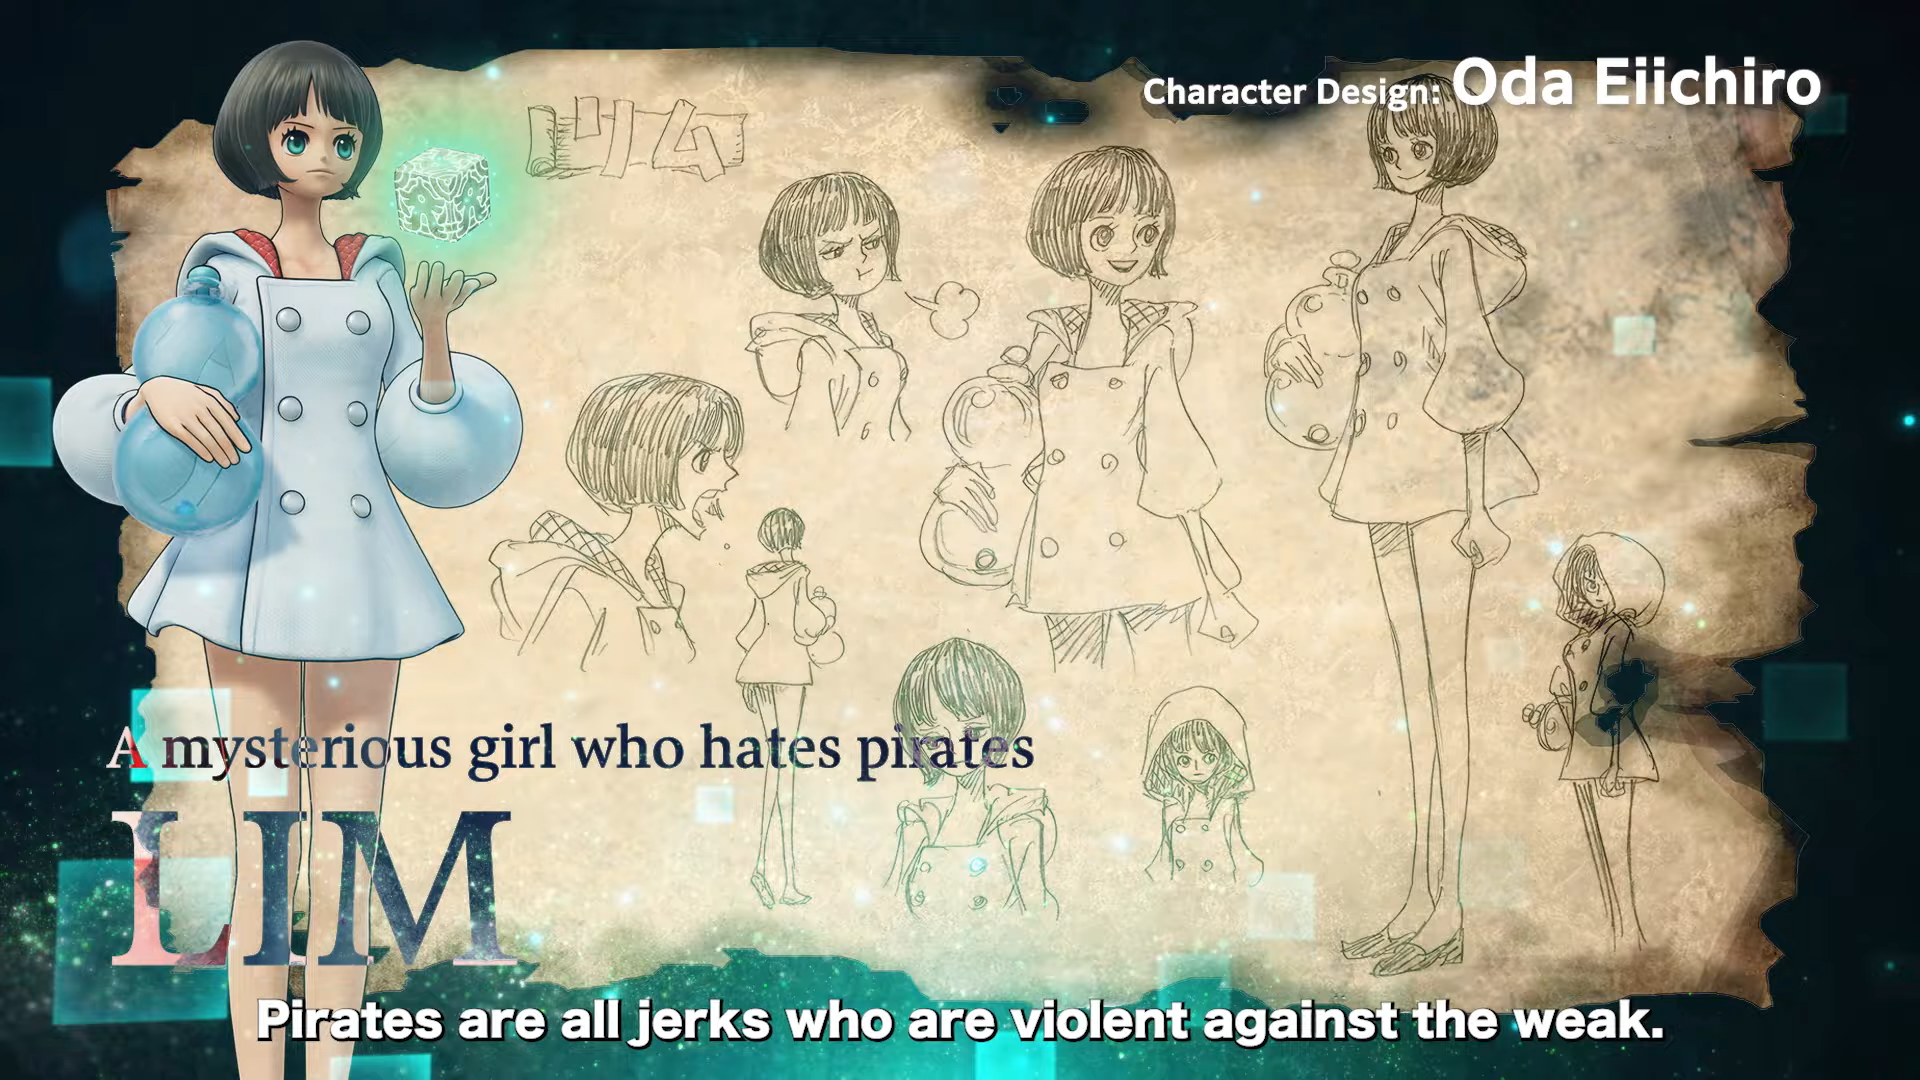 Character Design: Oda Eiichiro
リム
A mysterious girl who hates pirates
LIM
Pirates are all jerks who are violent against the weak.